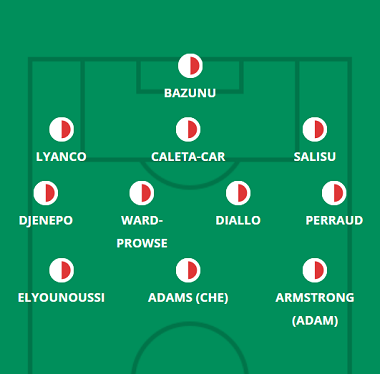 BAZUNU
LYANCO CALETA-CAR SALISU
DJENEPO WARD-
PROWSE DIALLO PERRAUD
ELYOUNOUSSI ADAMS (CHE) ARMSTRONG
(ADAM)